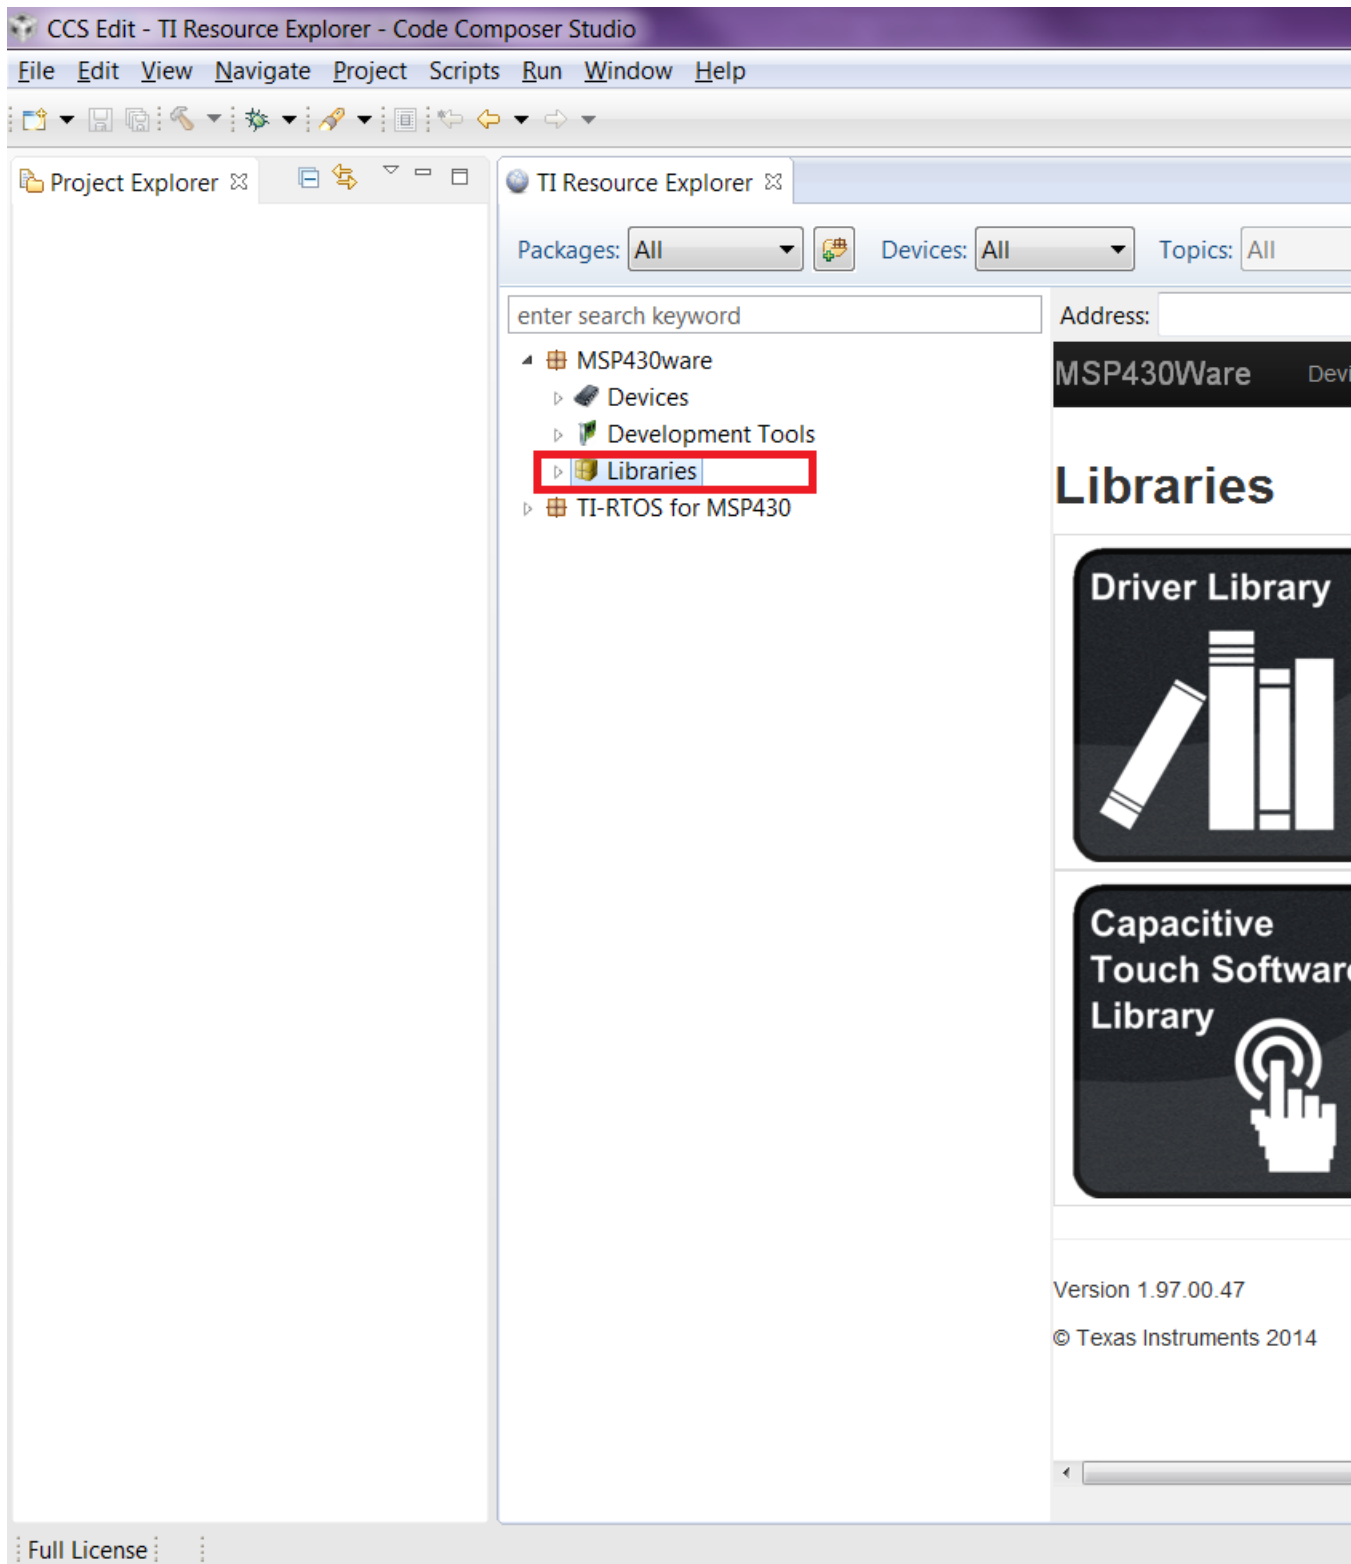 CCS Edit - TI Resource Explorer - Code Composer Studio
File Edit View Navigate Project Scripts Run Window Help
Project Explorer
TI Resource Explorer
Packages: All Devices: All Topics: All
enter search keyword
Address:
MSP430ware
Devices
Development Tools
Libraries
TI-RTOS for MSP430
MSP430Ware Devi
Libraries
Driver Library
Capacitive
Touch Software
Library
Version 1.97.00.47
© Texas Instruments 2014
Full License